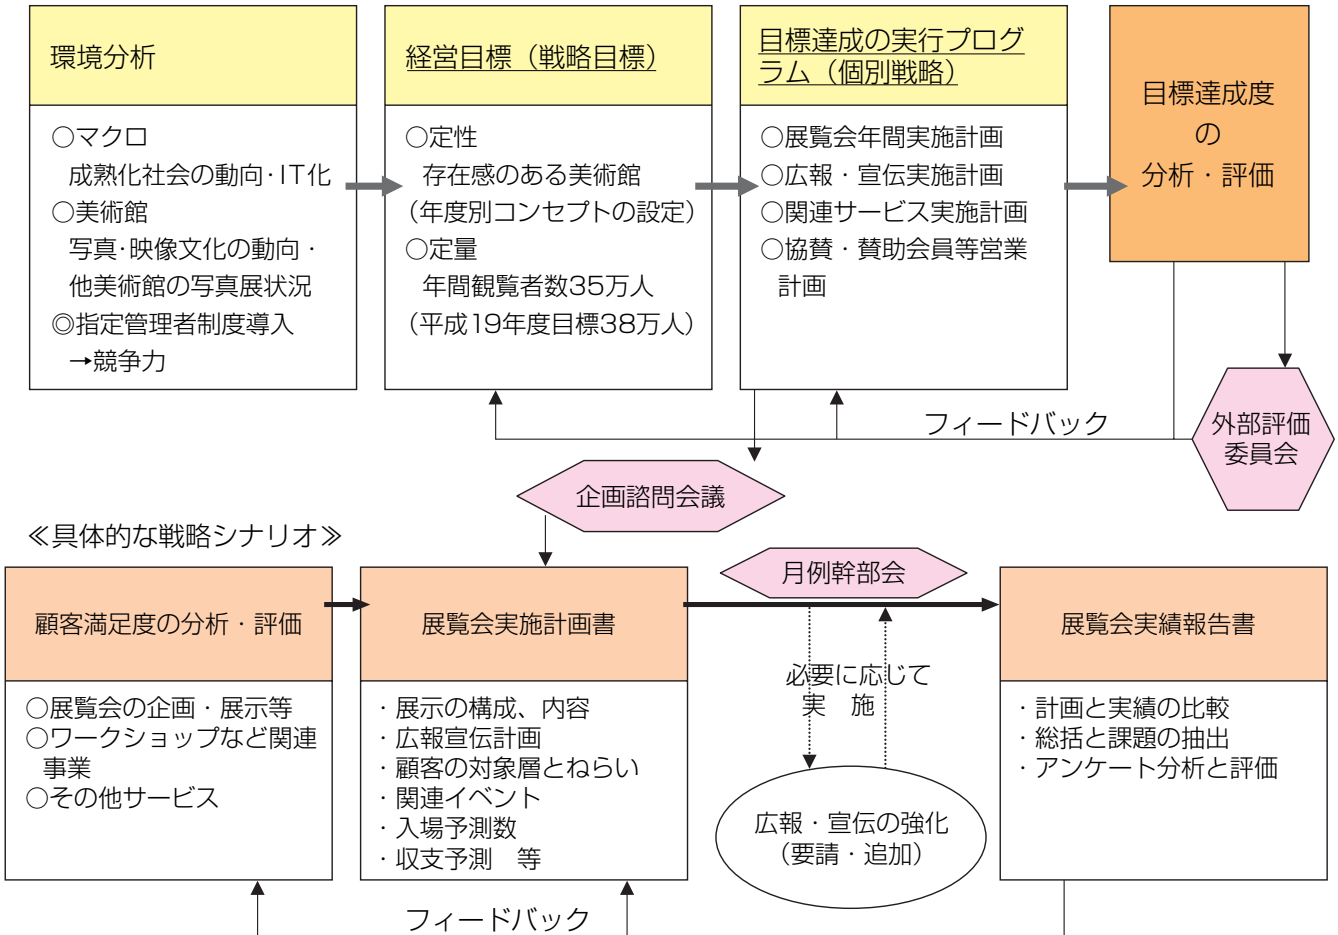 環境分析
○マクロ
成熟化社会の動向・IT化
○美術館
写真・映像文化の動向・
他美術館の写真展状況
◎指定管理者制度導入
→競争力
経営目標（戦略目標）
○定性
存在感のある美術館
（年度別コンセプトの設定）
○定量
年間観覧者数35万人
（平成19年度目標38万人）
目標達成の実行プログ
ラム（個別戦略）
○展覧会年間実施計画
○広報・宣伝実施計画
○関連サービス実施計画
○協賛・賛助会員等営業
計画
目標達成度
の
分析・評価
フィードバック
外部評価
委員会
企画諮問会議
≪具体的な戦略シナリオ≫
顧客満足度の分析・評価
○展覧会の企画・展示等
○ワークショップなど関連
事業
○その他サービス
展覧会実施計画書
・展示の構成、内容
・広報宣伝計画
・顧客の対象層とねらい
・関連イベント
・入場予測数
・収支予測　等
月例幹部会
必要に応じて
実　施
広報・宣伝の強化
（要請・追加）
展覧会実績報告書
・計画と実績の比較
・総括と課題の抽出
・アンケート分析と評価
フィードバック